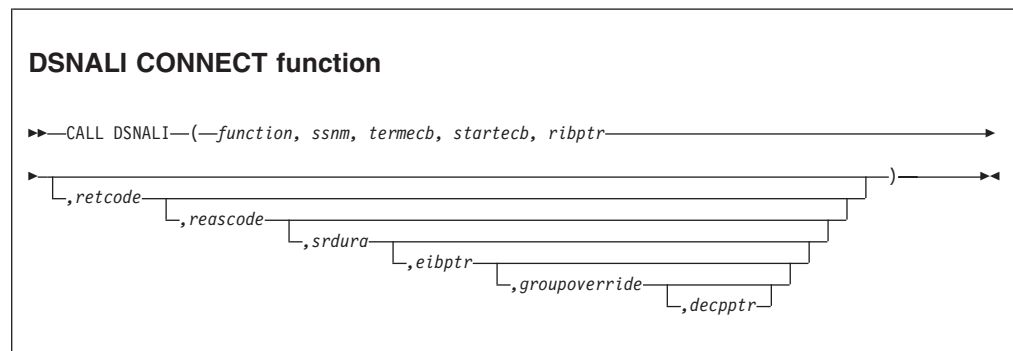 DSNALI CONNECT function
CALL DSNALI ( function, ssnm, termecb, startecb, ribptr
)
,retcode
,reascode
,srdura
,eibptr
,groupoverride
,decpptr